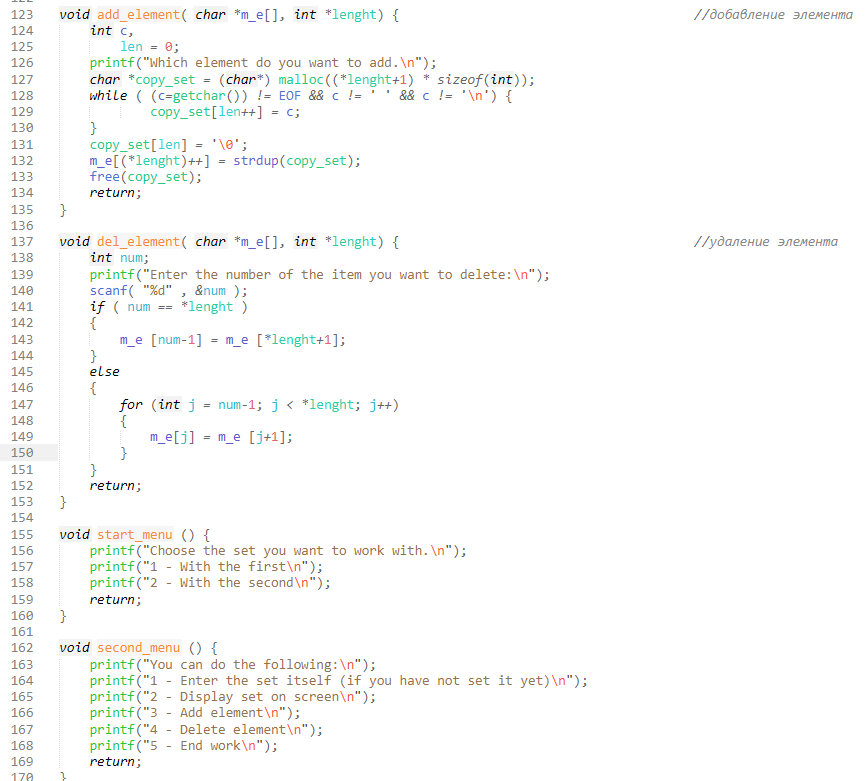 123 void add_element( char *m_e[], int *lenght) { //добавление элемента
124 int c,
125 len = 0;
126 printf("Which element do you want to add.\n");
127 char *copy_set = (char*) malloc((*lenght+1) * sizeof(int));
128 while ( (c=getchar()) != EOF && c != ' ' && c != '\n') {
129 copy_set[len++] = c;
130 }
131 copy_set[len] = '\0';
132 m_e[(*lenght)++] = strdup(copy_set);
133 free(copy_set);
134 return;
135 }
136
137 void del_element( char *m_e[], int *lenght) { //удаление элемента
138 int num;
139 printf("Enter the number of the item you want to delete:\n");
140 scanf( "%d" , &num );
141 if ( num == *lenght )
142 {
143 m_e [num-1] = m_e [*lenght+1];
144 }
145 else
146 {
147 for (int j = num-1; j < *lenght; j++)
148 {
149 m_e[j] = m_e [j+1];
150 }
151 }
152 return;
153 }
154
155 void start_menu () {
156 printf("Choose the set you want to work with.\n");
157 printf("1 - With the first\n");
158 printf("2 - With the second\n");
159 return;
160 }
161
162 void second_menu () {
163 printf("You can do the following:\n");
164 printf("1 - Enter the set itself (if you have not set it yet)\n");
165 printf("2 - Display set on screen\n");
166 printf("3 - Add element\n");
167 printf("4 - Delete element\n");
168 printf("5 - End work\n");
169 return;
170 }